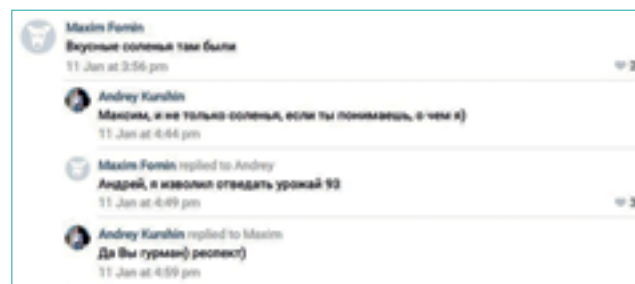 Maxim Fomin
Вкусные соленья там были
11 Jan at 3:56 pm
2
Andrey Kurshin
Максим, и не только соленья, если ты понимаешь, о чем я)
11 Jan at 4:44 pm
Maxim Fomin replied to Andrey
Андрей, я изволил отведать урожай 93
11 Jan at 4:49 pm
3
Andrey Kurshin replied to Maxim
Да Вы гурман) респект)
11 Jan at 4:59 pm